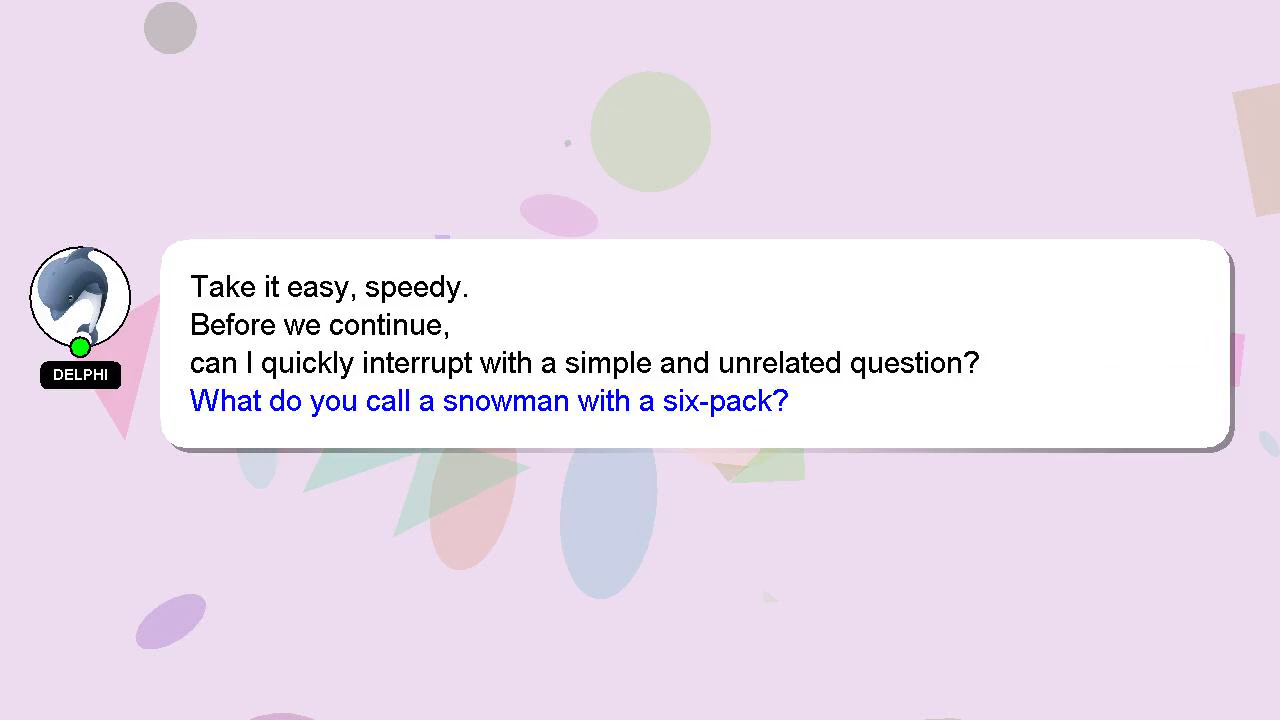 Take it easy, speedy.
Before we continue,
can I quickly interrupt with a simple and unrelated question?
What do you call a snowman with a six-pack?
DELPHI